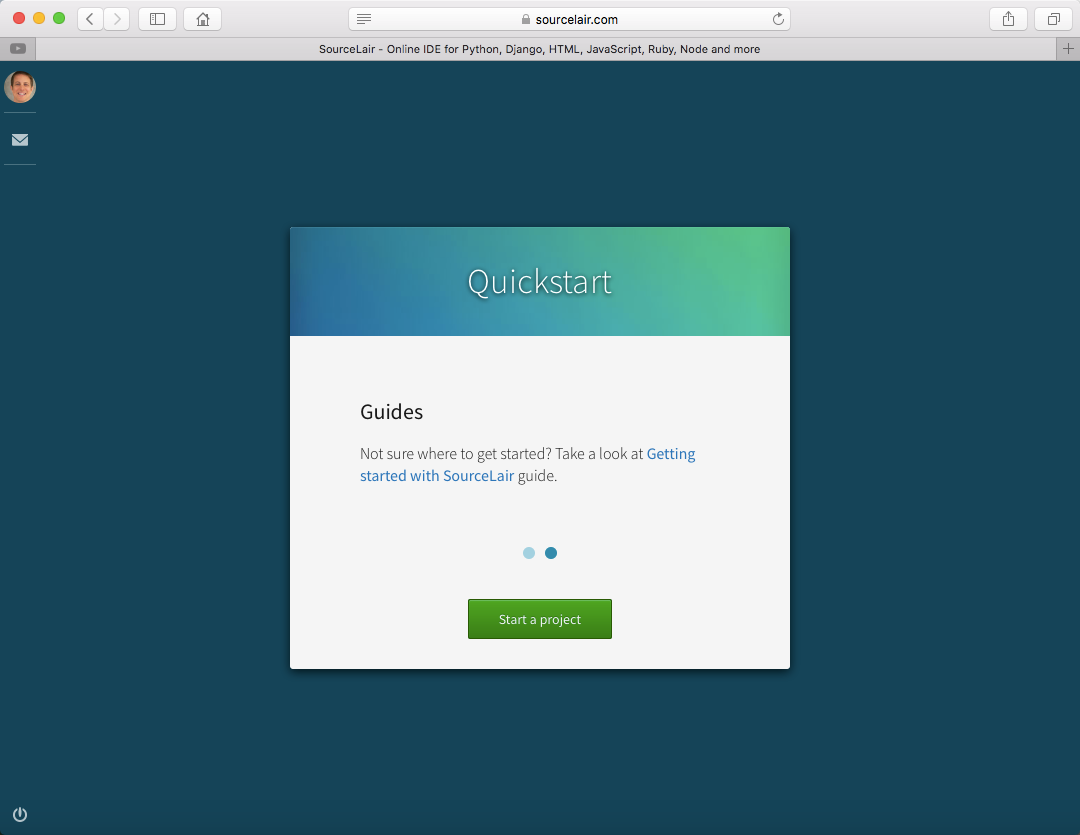 sourcelair.com
SourceLair - Online IDE for Python, Django, HTML, JavaScript, Ruby, Node and more
Quickstart
Guides
Not sure where to get started? Take a look at Getting
started with SourceLair guide.
Start a project